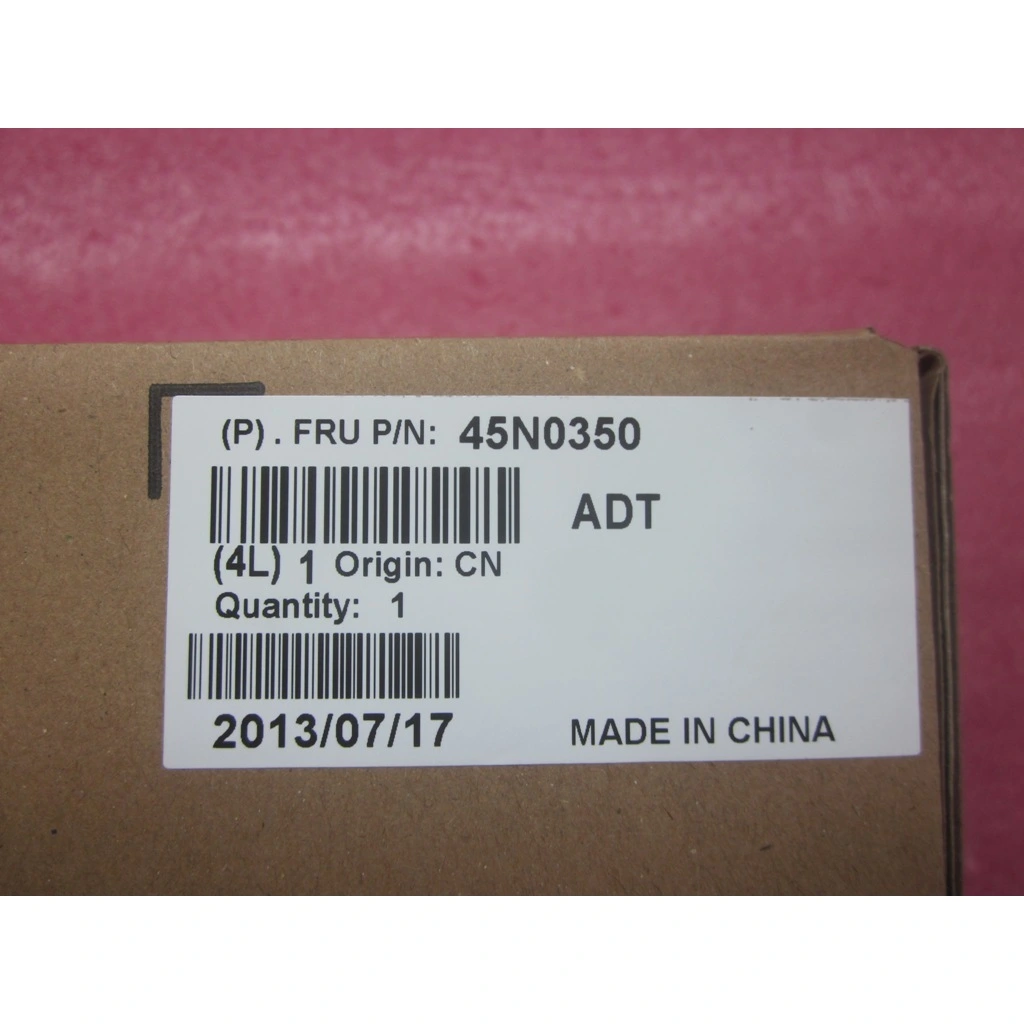 (P) . FRU P/N: 45N0350
ADT
(4L) 1 Origin: CN
Quantity: 1
2013/07/17
MADE IN CHINA